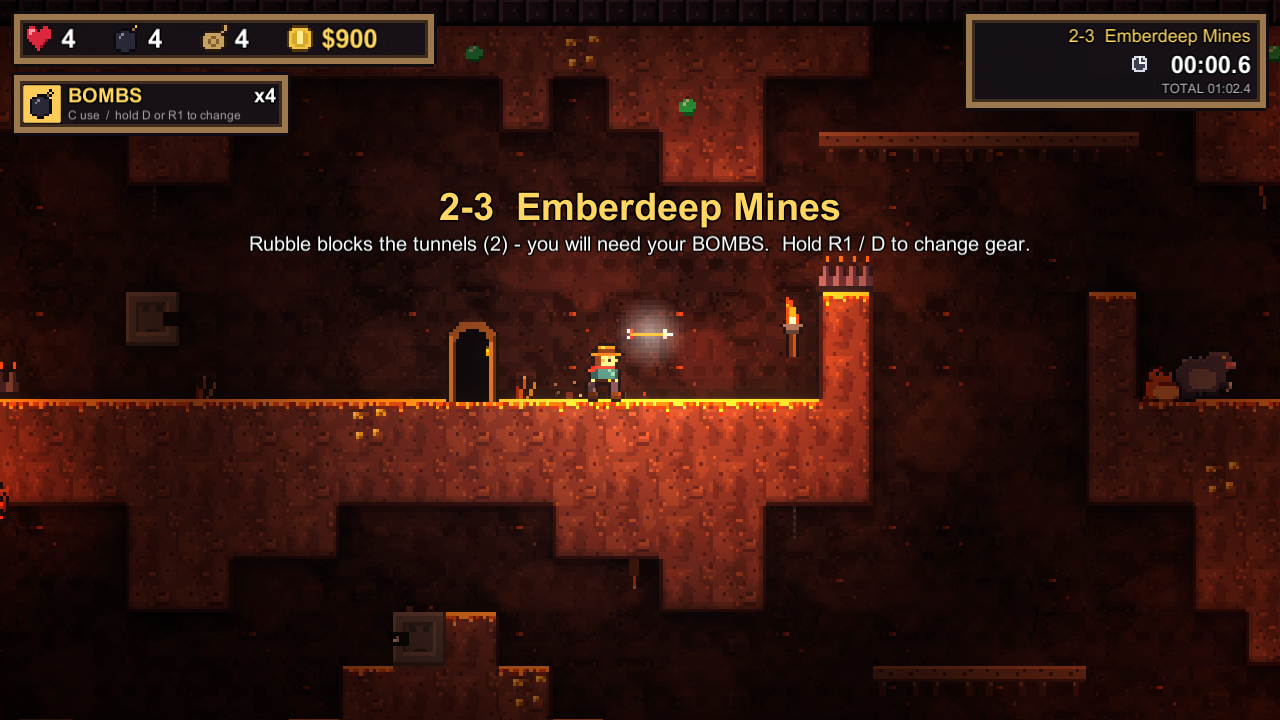 4 4 4 $900
BOMBS x4
C use / hold D or R1 to change
2-3 Emberdeep Mines
00:00.6
TOTAL 01:02.4
2-3 Emberdeep Mines
Rubble blocks the tunnels (2) - you will need your BOMBS. Hold R1 / D to change gear.